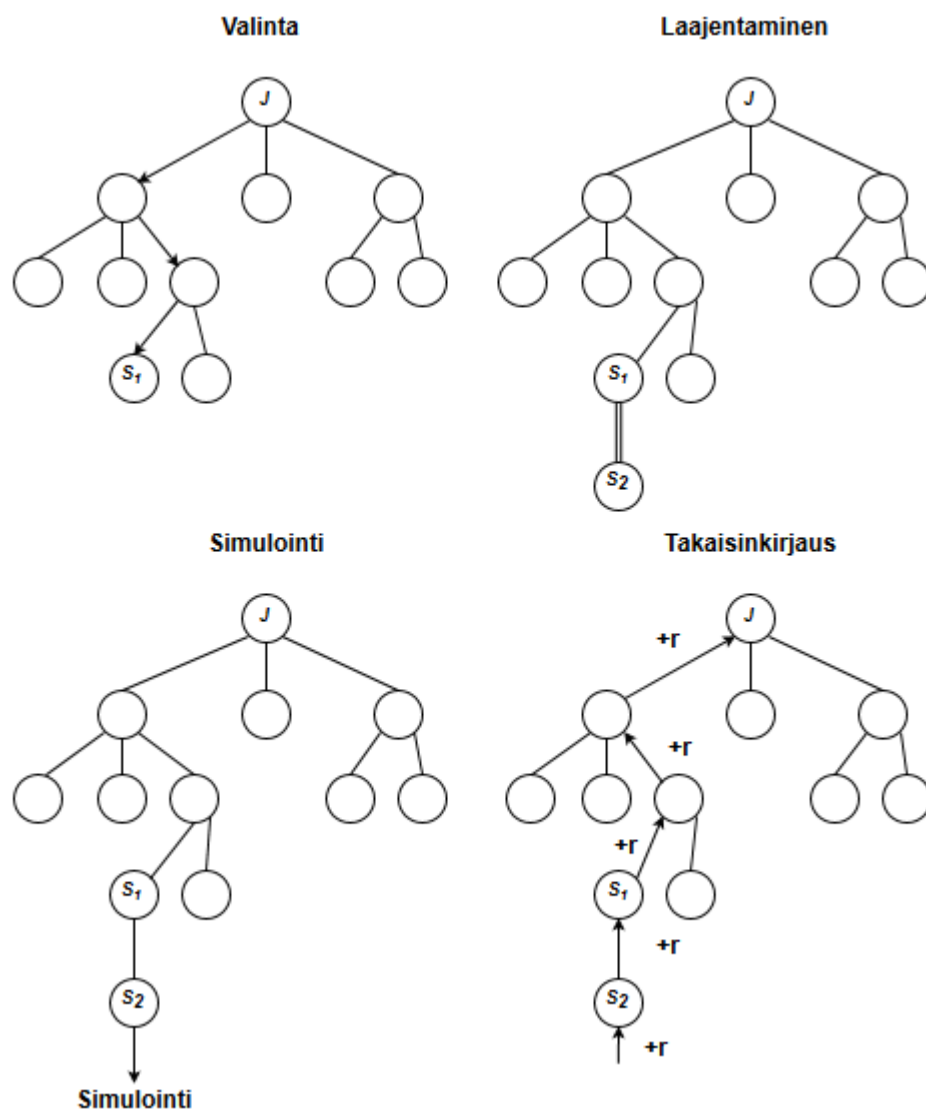 Valinta
J
S₁
Laajentaminen
J
S₁
S₂
Simulointi
J
S₁
S₂
Simulointi
Takaisinkirjaus
J
+r
+r
+r
S₁
+r
S₂
+r